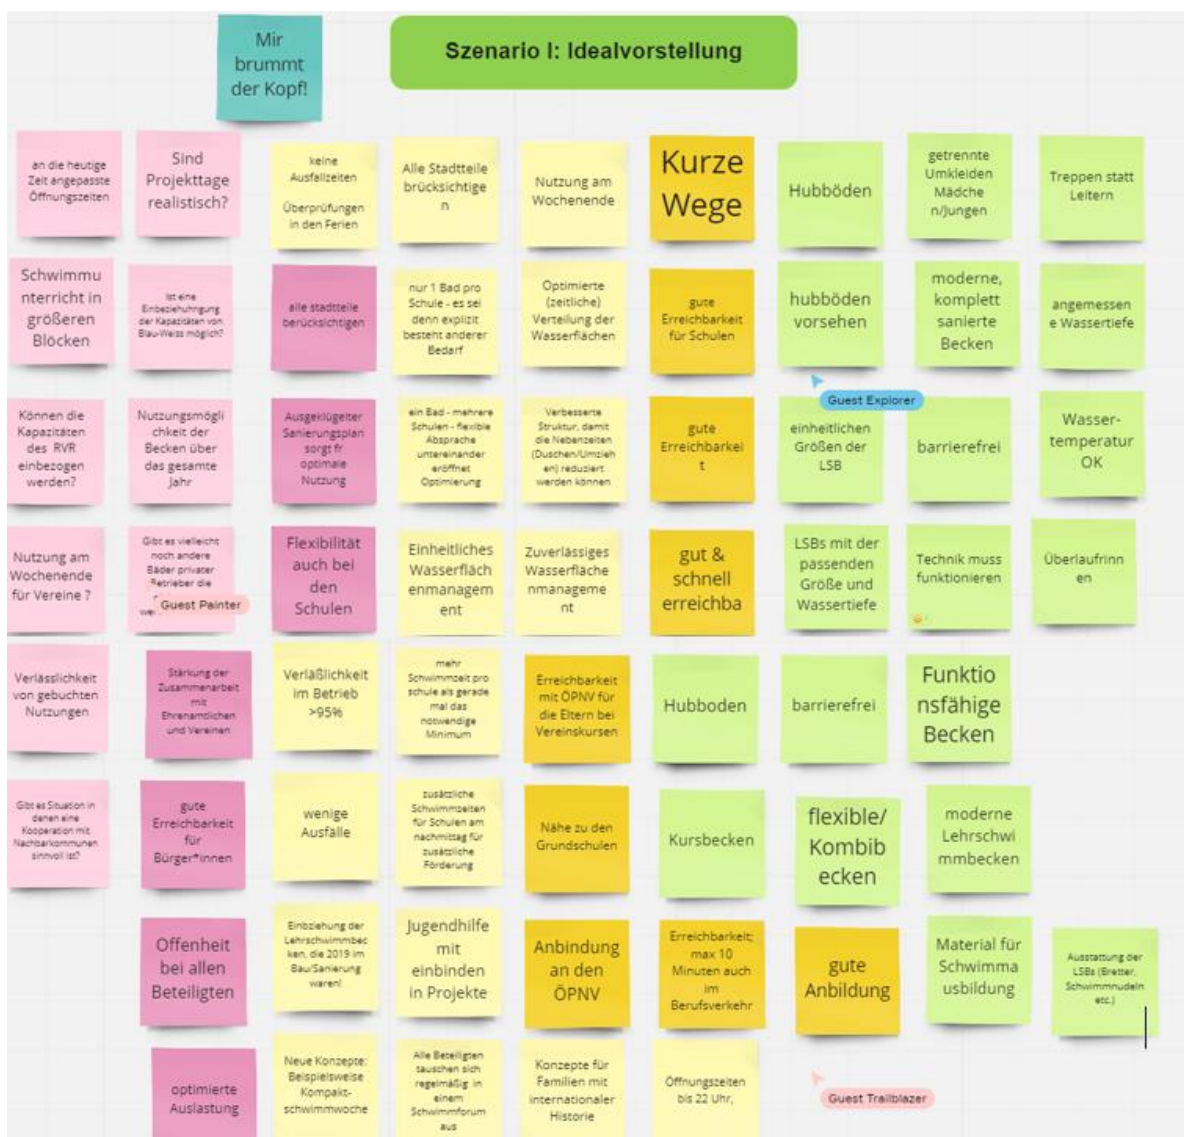 Mir
brummt
der Kopf!
Szenario I: Idealvorstellung
an die heutige
Zeit angepasste
Öffnungszeiten
Sind
Projekttage
realistisch?
keine
Ausfallzeiten
Überprüfungen
in den Ferien
Alle Stadtteile
brücksichtige
n
Nutzung am
Wochenende
Kurze
Wege
Hubböden
getrennte
Umkleiden
Mädche
n/Jungen
Treppen statt
Leitern
Schwimmu
nterricht in
größeren
Blöcken
Ist eine
Einbeziehuhngung
der Kapazitäten von
Blau-Weiss möglich?
alle stadtteile
berücksichtigen
nur 1 Bad pro
Schule - es sei
denn explizit
besteht anderer
Bedarf
Optimierte
(zeitliche)
Verteilung der
Wasserflächen
gute
Erreichbarkeit
für Schulen
hubböden
vorsehen
moderne,
komplett
sanierte
Becken
angemessen
e Wassertiefe
Guest Explorer
Können die
Kapazitäten
des RVR
einbezogen
werden?
Nutzungsmögli
chkeit der
Becken über
das gesamte
Jahr
Ausgeklügelter
Sanierungsplan
sorgt fr
optimale
Nutzung
ein Bad - mehrere
Schulen - flexible
Absprache
untereinander
eröffnet
Optimierung
Verbesserte
Struktur, damit
die Nebenzeiten
(Duschen/Umzieh
en) reduziert
werden können
gute
Erreichbarkei
t
einheitlichen
Größen der
LSB
barrierefrei
Wasser-
temperatur
OK
Nutzung am
Wochenende
für Vereine ?
Gibt es vielleicht
noch andere
Bäder privater
Betreiber die
Guest Painter
Flexibilität
auch bei
den
Schulen
Einheitliches
Wasserfläch
enmanagem
ent
Zuverlässiges
Wasserfläche
nmanageme
nt
gut &
schnell
erreichba
LSBs mit der
passenden
Größe und
Wassertiefe
Technik muss
funktionieren
Überlaufrinn
en
Verlässlichkeit
von gebuchten
Nutzungen
Stärkung der
Zusammenarbeit
mit
Ehrenamtlichen
und Vereinen
Verläßlichkeit
im Betrieb
>95%
mehr
Schwimmzeit pro
schule als gerade
mal das
notwendige
Minimum
Erreichbarkeit
mit ÖPNV für
die Eltern bei
Vereinskursen
Hubboden
barrierefrei
Funktio
nsfähige
Becken
Gibt es Situation in
denen eine
Kooperation mit
Nachbarkommunen
sinnvoll ist?
gute
Erreichbarkeit
für
Bürger*innen
wenige
Ausfälle
zusätzliche
Schwimmzeiten
für Schulen am
nachmittag für
zusätzliche
Förderung
Nähe zu den
Grundschulen
Kursbecken
flexible/
Kombib
ecken
moderne
Lehrschwi
mmbecken
Offenheit
bei allen
Beteiligten
Einbziehung der
Lehrschwimmbec
ken, die 2019 im
Bau/Sanierung
waren!
Jugendhilfe
mit
einbinden
in Projekte
Anbindung
an den
ÖPNV
Erreichbarkeit;
max 10
Minuten auch
im
Berufsverkehr
gute
Anbildung
Material für
Schwimma
usbildung
Ausstattung der
LSBs (Bretter,
Schwimmnudeln
etc.)
optimierte
Auslastung
Neue Konzepte:
Beispielsweise
Kompakt-
schwimmwoche
Alle Beteiligten
tauschen sich
regelmäßig in
einem
Schwimmforum
aus
Konzepte für
Familien mit
internationaler
Historie
Öffnungszeiten
bis 22 Uhr,
Guest Trailblazer